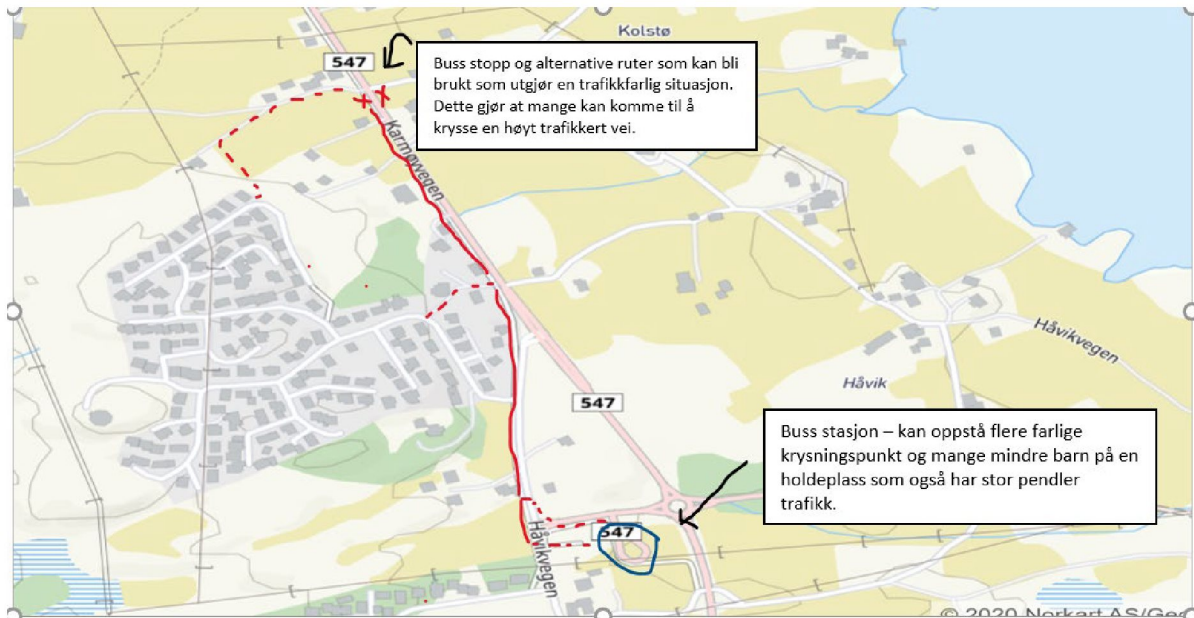 Kolstø
547
Buss stopp og alternative ruter som kan bli
brukt som utgjør en trafikkfarlig situasjon.
Dette gjør at mange kan komme til å
krysse en høyt trafikkert vei.
Karmøyvegen
Håvikvegen
Håvik
547
Buss stasjon – kan oppstå flere farlige
krysningspunkt og mange mindre barn på en
holdeplass som også har stor pendler
trafikk.
547
Håvikvegen
© 2020 Norkart AS/Geo